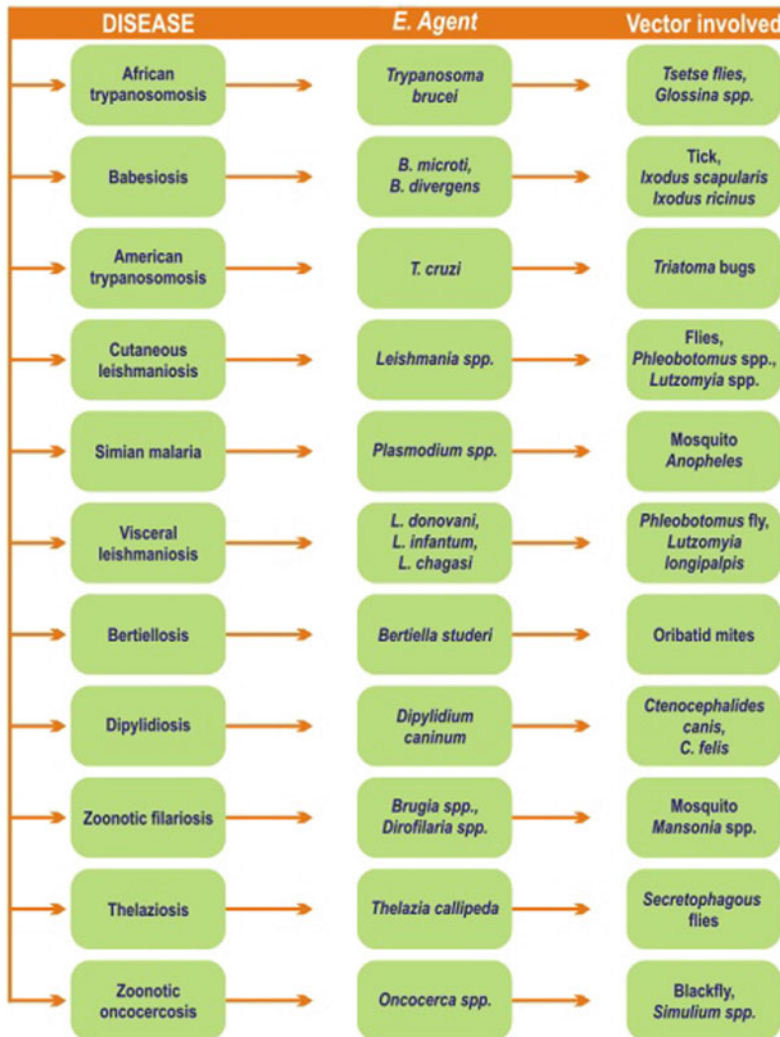 DISEASE E. Agent Vector involved
African Trypanosoma Tsetse flies,
trypanosomosis brucei Glossina spp.
Babesiosis
B. microti,
B. divergens
Tick,
Ixodus scapularis
Ixodus ricinus
American
trypanosomosis
T. cruzi
Triatoma bugs
Cutaneous
leishmaniosis
Leishmania spp.
Flies,
Phleobotomus spp.,
Lutzomyia spp.
Simian malaria
Plasmodium spp.
Mosquito
Anopheles
Visceral
leishmaniosis
L. donovani,
L. infantum,
L. chagasi
Phleobotomus fly,
Lutzomyia
longipalpis
Bertiellosis
Bertiella studeri
Oribatid mites
Dipylidiosis
Dipylidium
caninum
Ctenocephalides
canis,
C. felis
Zoonotic filariosis
Brugia spp.,
Dirofilaria spp.
Mosquito
Mansonia spp.
Thelaziosis
Thelazia callipeda
Secretophagous
flies
Zoonotic
oncocercosis
Oncocerca spp.
Blackfly,
Simulium spp.